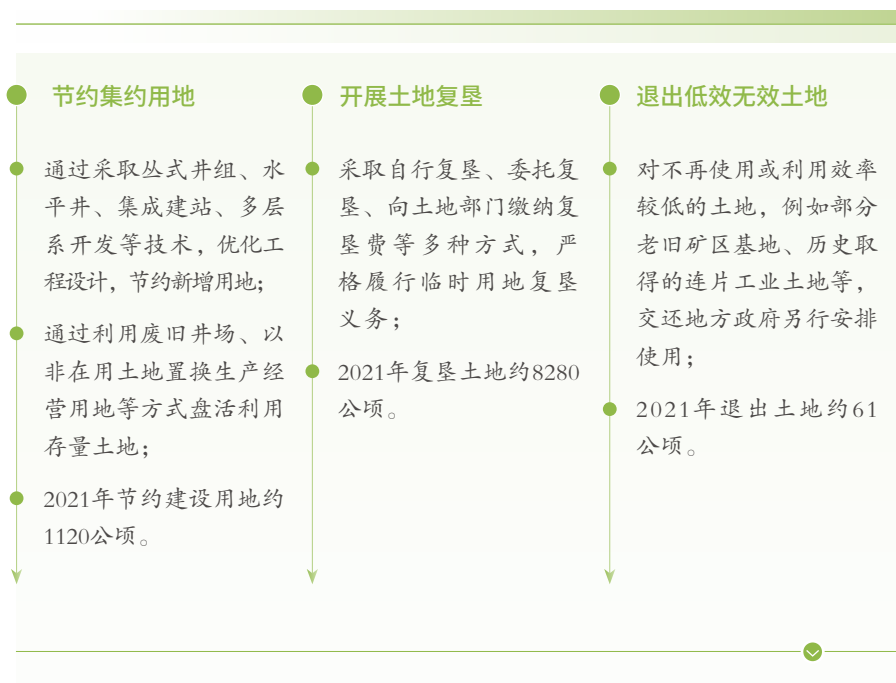 节约集约用地
通过采取丛式井组、水
平井、集成建站、多层
系开发等技术，优化工
程设计，节约新增用地；
通过利用废旧井场、以
非在用土地置换生产经
营用地等方式盘活利用
存量土地；
2021年节约建设用地约
1120公顷。
开展土地复垦
采取自行复垦、委托复
垦、向土地部门缴纳复
垦费等多种方式，严
格履行临时用地复垦
义务；
2021年复垦土地约8280
公顷。
退出低效无效土地
对不再使用或利用效率
较低的土地，例如部分
老旧矿区基地、历史取
得的连片工业土地等，
交还地方政府另行安排
使用；
2021年退出土地约61
公顷。